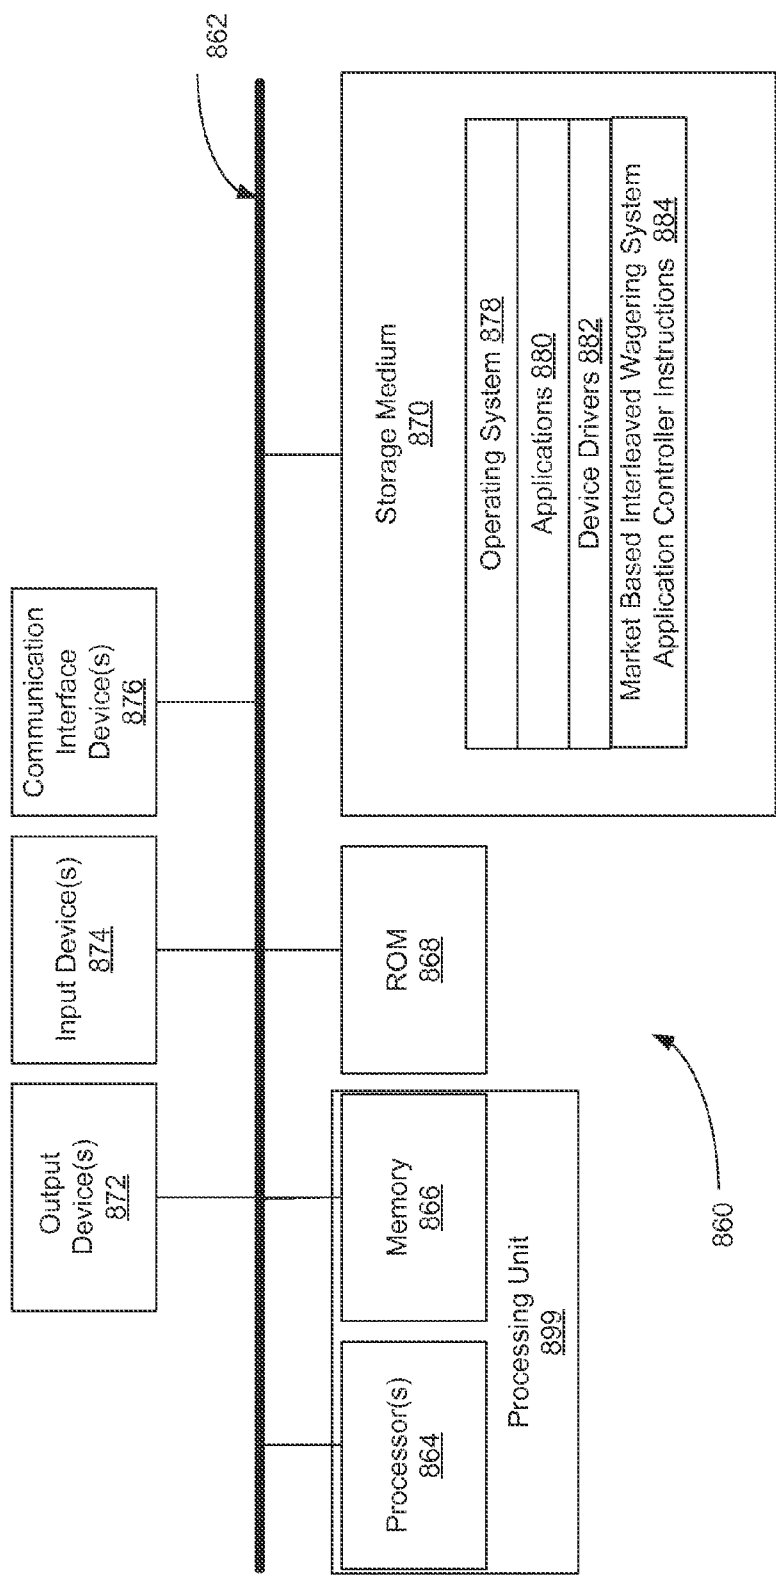 Output
Device(s)
872
Input Device(s)
874
Communication
Interface
Device(s)
876
862
Processor(s)
864
Memory
866
Processing Unit
899
ROM
868
Storage Medium
870
Operating System 878
Applications 880
Device Drivers 882
Market Based Interleaved Wagering System
Application Controller Instructions 884
860